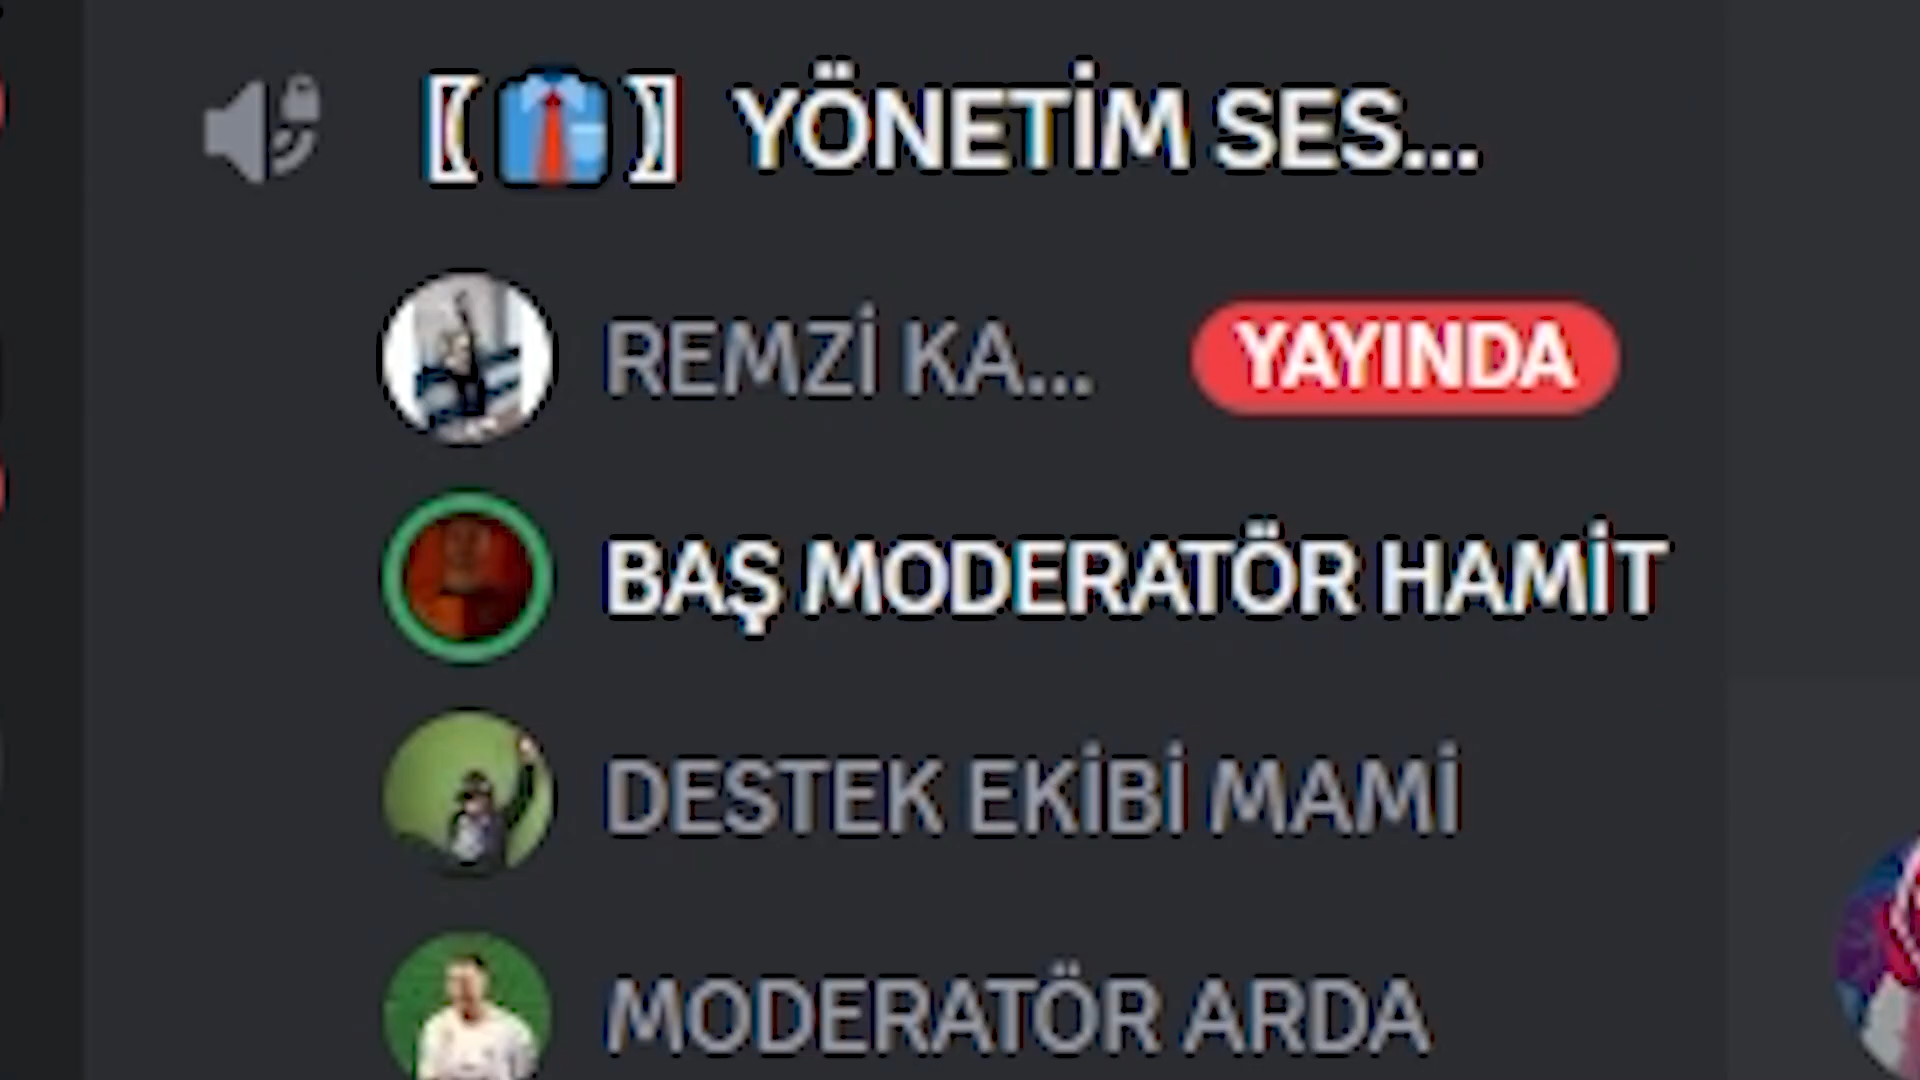 〖👔〗 YÖNETİM SES...
REMZİ KA... YAYINDA
BAŞ MODERATÖR HAMİT
DESTEK EKİBİ MAMİ
MODERATÖR ARDA